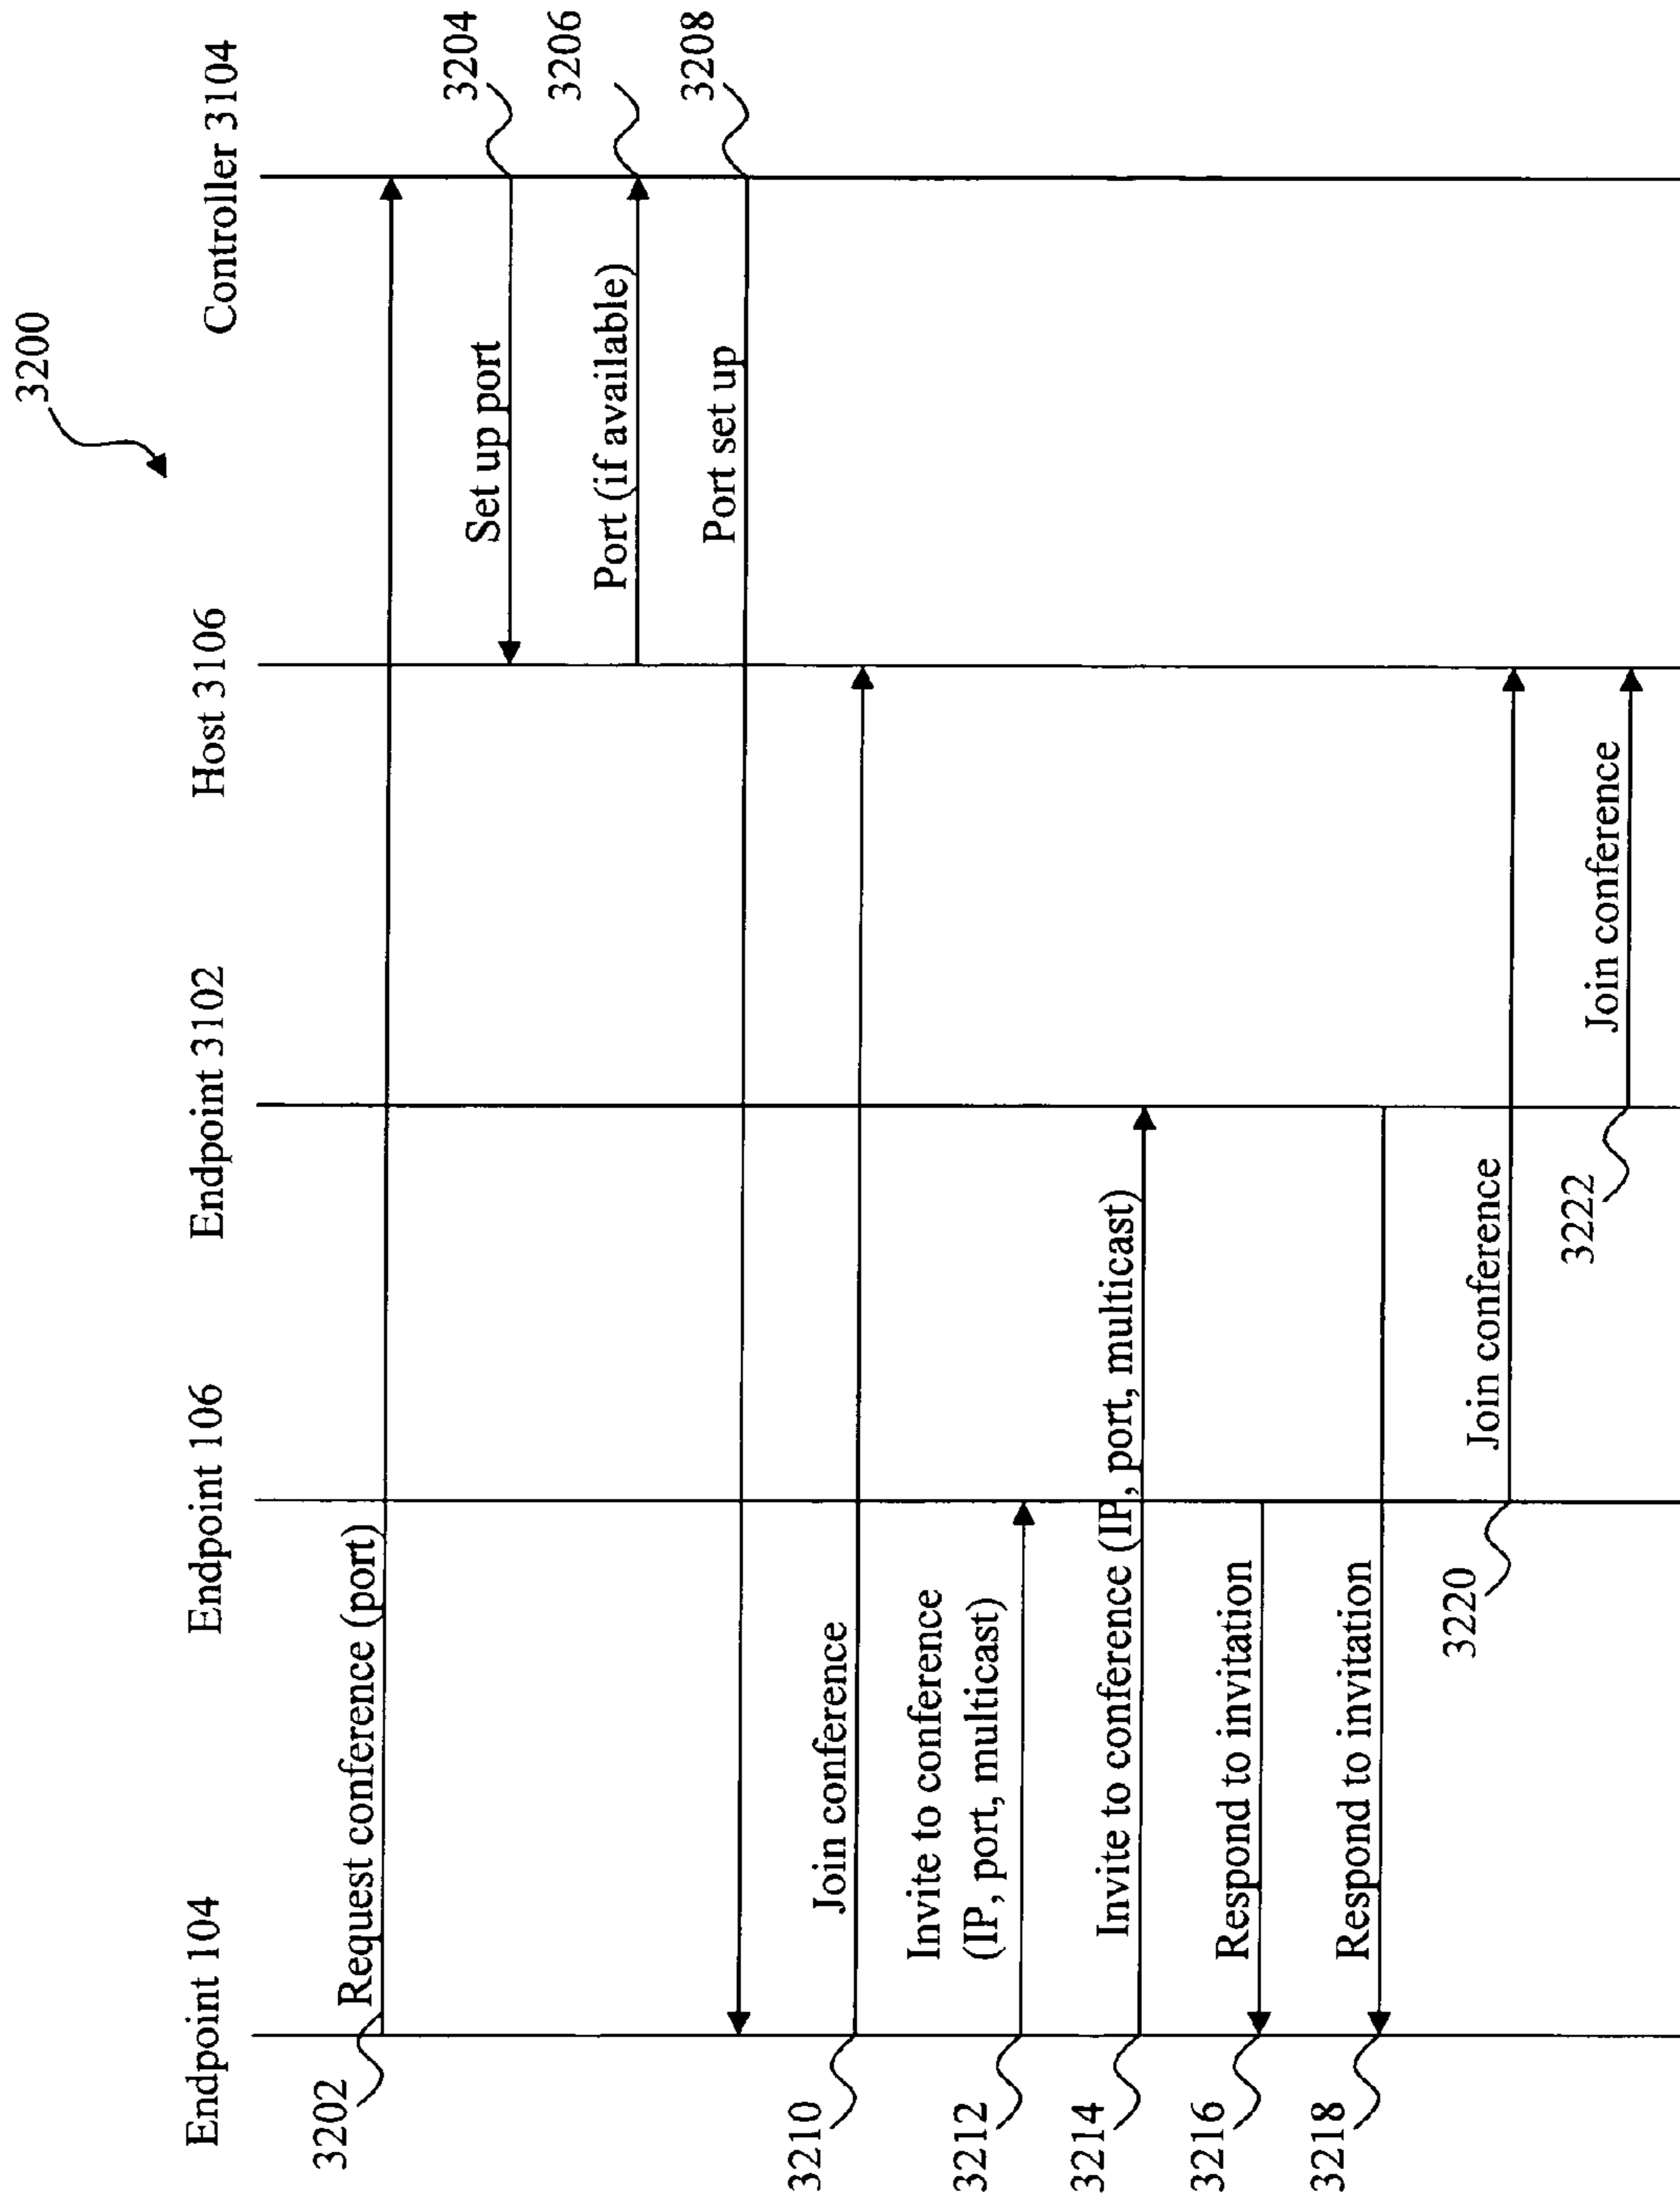 3200
Endpoint 104
Endpoint 106
Endpoint 3102
Host 3106
Controller 3104
3202
Request conference (port)
Set up port
3204
Port (if available)
3206
Port set up
3208
3210
Join conference
3212
Invite to conference
(IP, port, multicast)
3214
Invite to conference (IP, port, multicast)
3216
Respond to invitation
3218
Respond to invitation
3220
Join conference
3222
Join conference